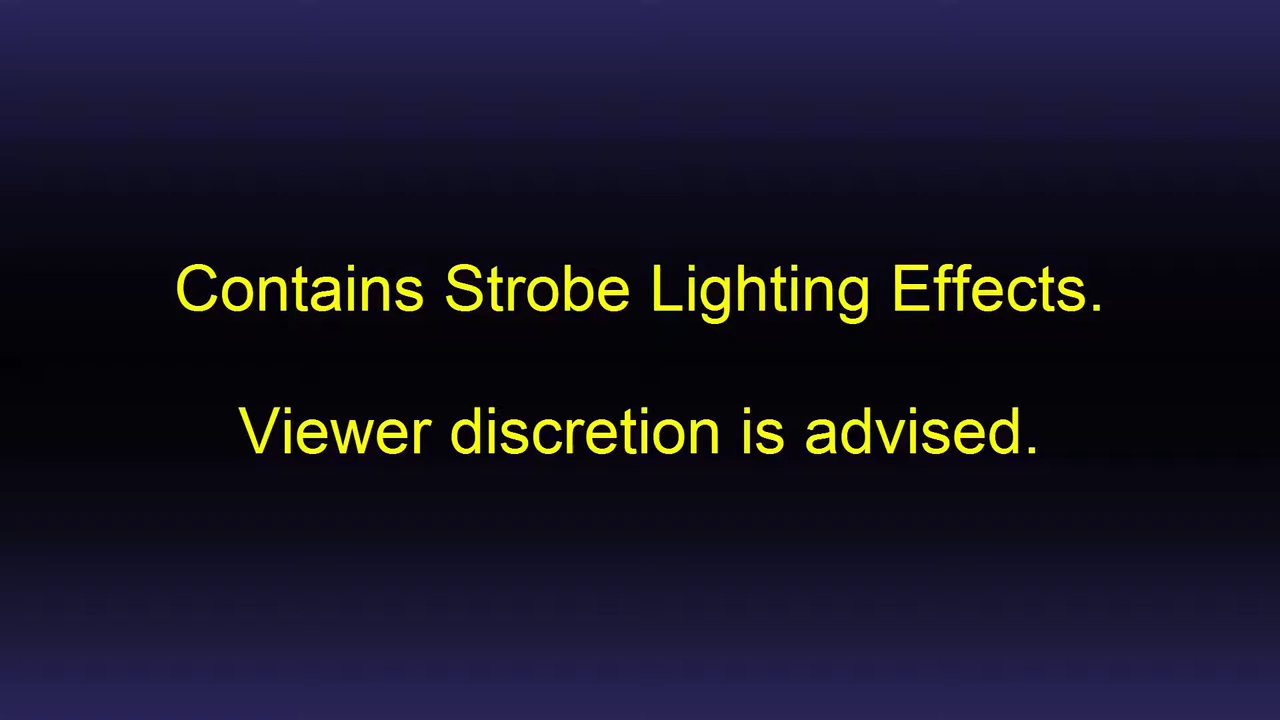 Contains Strobe Lighting Effects.
Viewer discretion is advised.